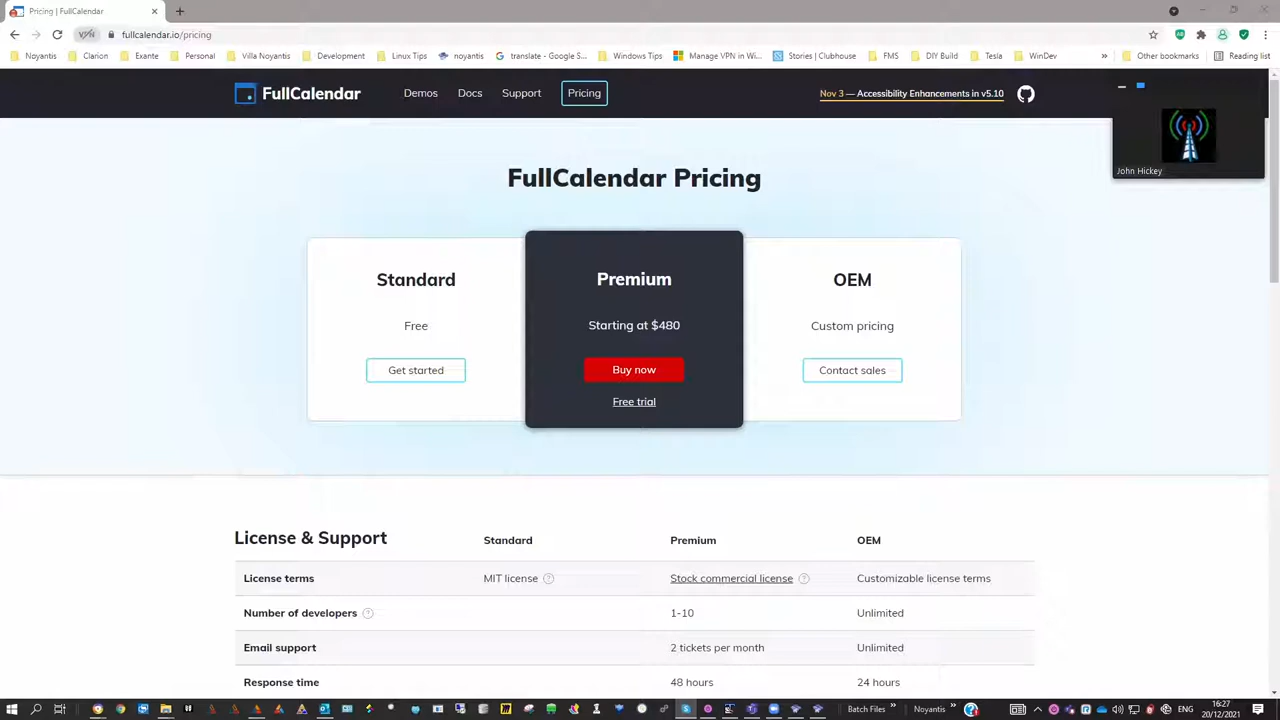 Pricing | FullCalendar
VPN fullcalendar.io/pricing
Noyantis Clarion Exante Personal Villa Noyantis Development Linux Tips noyantis translate - Google S... Windows Tips Manage VPN in Wi... Stories | Clubhouse FMS DIY Build Tesla WinDev » Other bookmarks Reading list
FullCalendar Demos Docs Support Pricing Nov 3 — Accessibility Enhancements in v5.10
John Hickey
FullCalendar Pricing
Standard Premium OEM
Free Starting at $480 Custom pricing
Get started Buy now Contact sales
Free trial
License & Support Standard Premium OEM
License terms MIT license ? Stock commercial license ? Customizable license terms
Number of developers ? 1-10 Unlimited
Email support 2 tickets per month Unlimited
Response time 48 hours 24 hours
Batch Files » Noyantis » ENG 16:27
20/12/2021